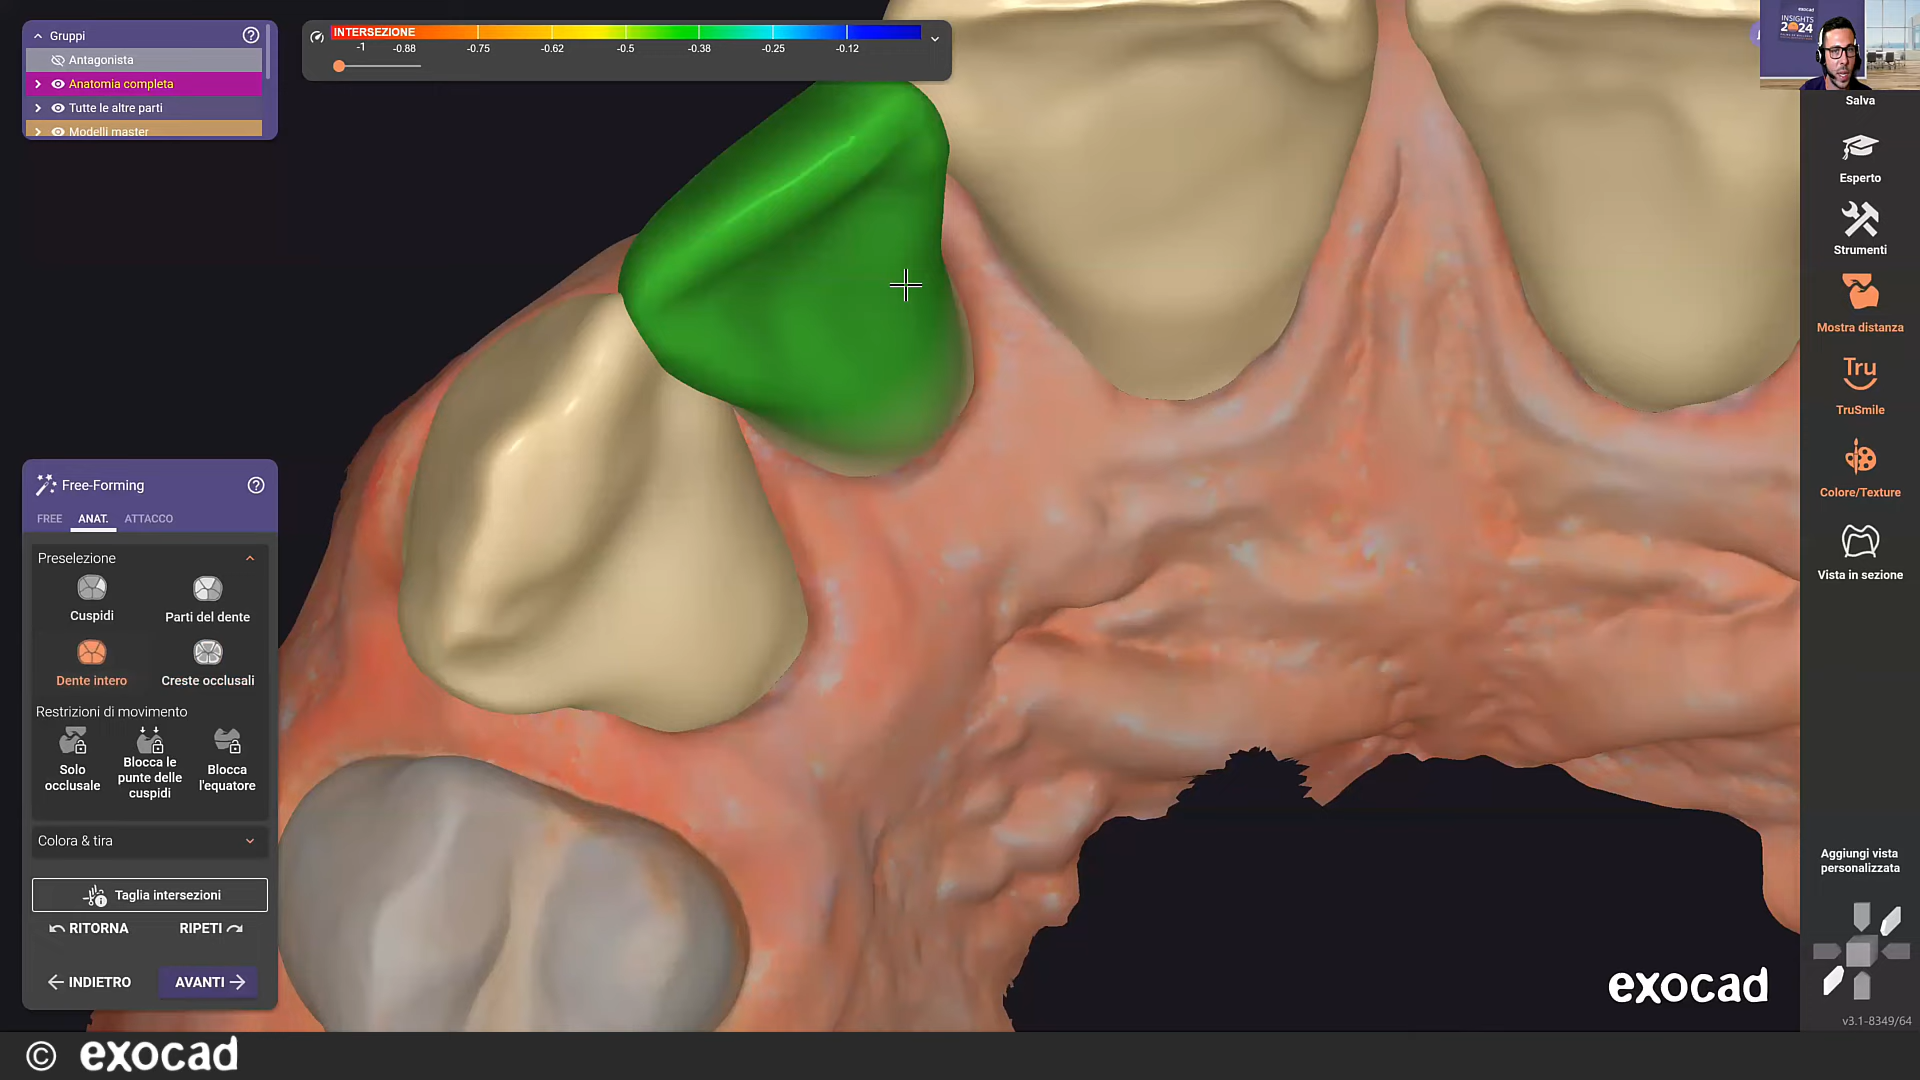 Gruppi
Antagonista
Anatomia completa
Tutte le altre parti
Modelli master
INTERSEZIONE
-1 -0.88 -0.75 -0.62 -0.5 -0.38 -0.25 -0.12
exocad
INSIGHTS
2024
Salva
Esperto
Strumenti
Mostra distanza
Tru
TruSmile
Colore/Texture
Vista in sezione
Aggiungi vista
personalizzata
Free-Forming
FREE ANAT. ATTACCO
Preselezione
Cuspidi Parti del dente
Dente intero Creste occlusali
Restrizioni di movimento
Solo
occlusale
Blocca le
punte delle
cuspidi
Blocca
l'equatore
Colora & tira
Taglia intersezioni
RITORNA RIPETI
INDIETRO AVANTI
exocad
v3.1-8349/64
© exocad